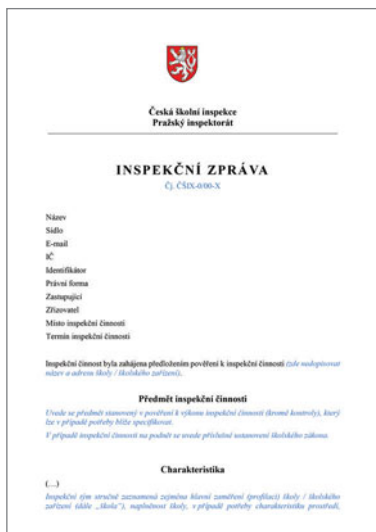 Česká školní inspekce
Pražský inspektorát
INSPEKČNÍ ZPRÁVA
Čj. ČŠIX-0/00-X
Název
Sídlo
E-mail
IČ
Identifikátor
Právní forma
Zastupující
Zřizovatel
Místo inspekční činnosti
Termín inspekční činnosti
Inspekční činnost byla zahájena předložením pověření k inspekční činnosti (zde nedopisovat
název a adresu školy / školského zařízení).
Předmět inspekční činnosti
Uvede se předmět stanovený v pověření k výkonu inspekční činnosti (kromě kontroly), který
lze v případě potřeby blíže specifikovat.
V případě inspekční činnosti na podnět se uvede příslušné ustanovení školského zákona.
Charakteristika
(…)
Inspekční tým stručně zaznamená zejména hlavní zaměření (profilaci) školy / školského
zařízení (dále „škola"), naplněnost školy, v případě potřeby charakteristiku prostředí,